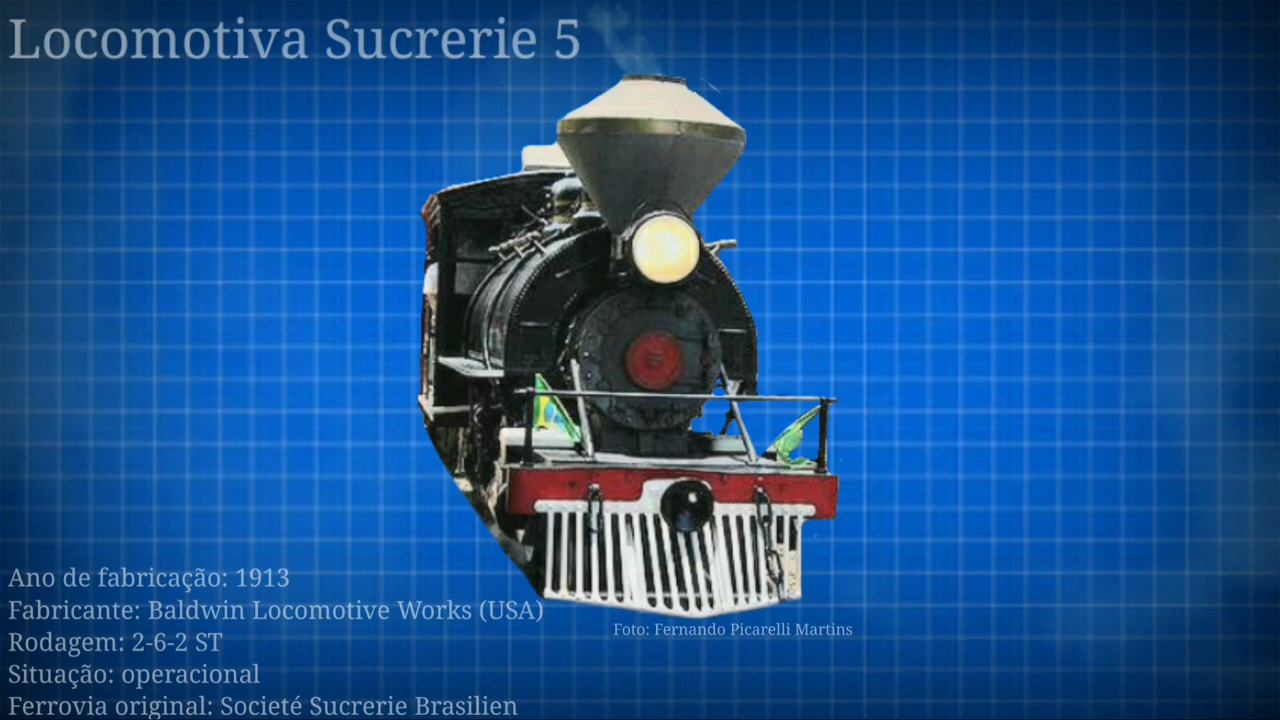 Locomotiva Sucrerie 5
Ano de fabricação: 1913
Fabricante: Baldwin Locomotive Works (USA)
Foto: Fernando Picarelli Martins
Rodagem: 2-6-2 ST
Situação: operacional
Ferrovia original: Societé Sucrerie Brasilien